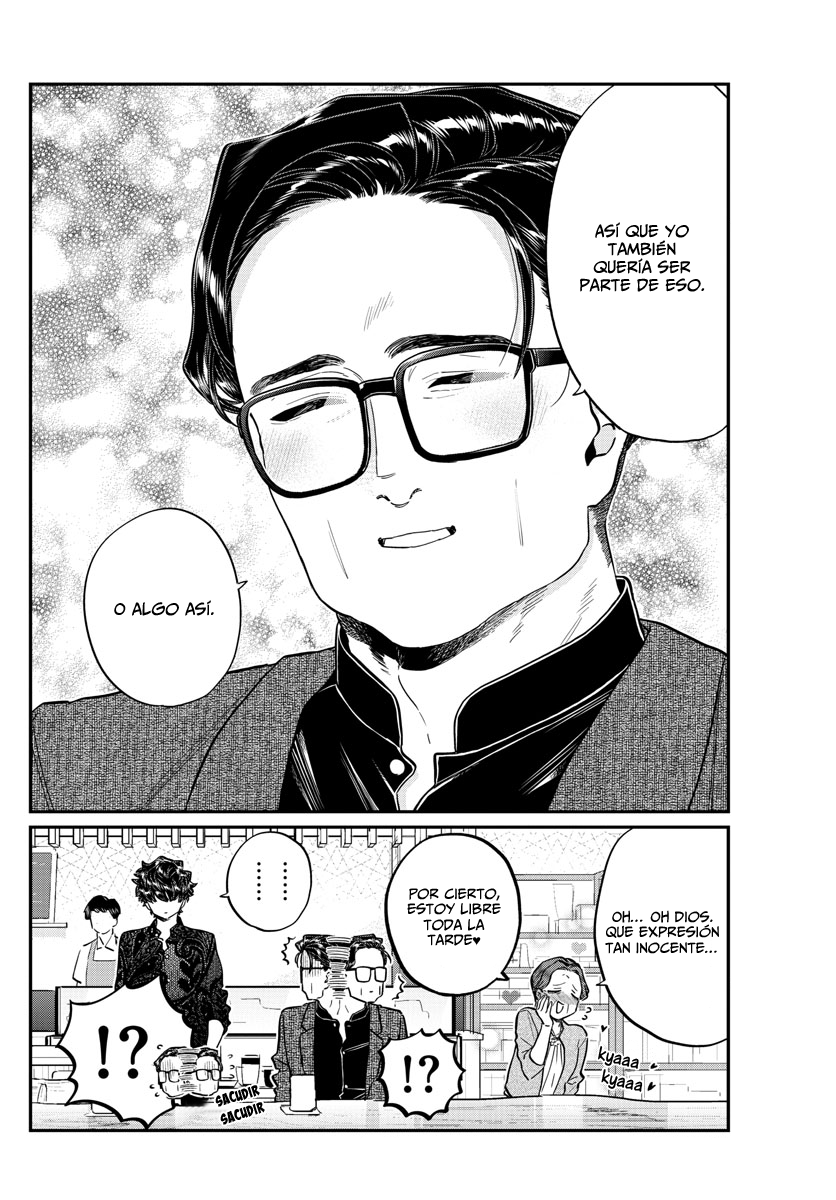 ASÍ QUE YO
TAMBIÉN
QUERÍA SER
PARTE DE ESO.
O ALGO ASÍ.
OH... OH DIOS.
QUE EXPRESIÓN
TAN INOCENTE...
kyaaa
kyaaa
POR CIERTO,
ESTOY LIBRE
TODA LA
TARDE♥
!?
......
!?
SACUDIR
SACUDIR